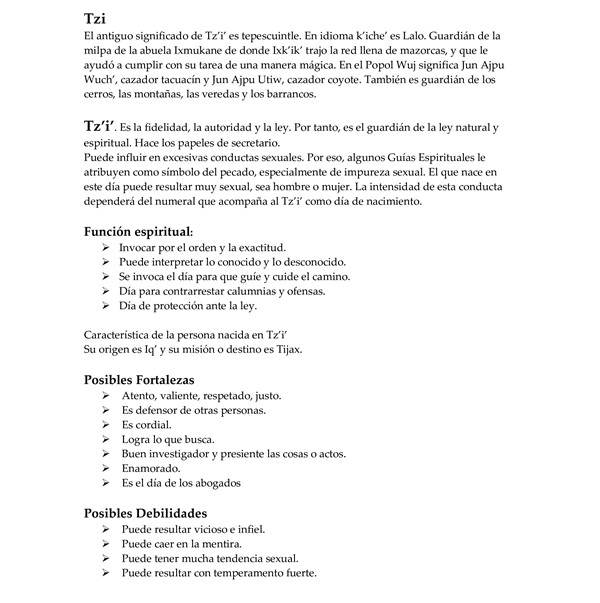 Tzi
El antiguo significado de Tz'i' es tepescuintle. En idioma k'iche' es Lalo. Guardián de la
milpa de la abuela Ixmukane de donde Ixk'ik' trajo la red llena de mazorcas, y que le
ayudó a cumplir con su tarea de una manera mágica. En el Popol Wuj significa Jun Ajpu
Wuch', cazador tacuacín y Jun Ajpu Utiw, cazador coyote. También es guardián de los
cerros, las montañas, las veredas y los barrancos.
Tz'i'. Es la fidelidad, la autoridad y la ley. Por tanto, es el guardián de la ley natural y
espiritual. Hace los papeles de secretario.
Puede influir en excesivas conductas sexuales. Por eso, algunos Guías Espirituales le
atribuyen como símbolo del pecado, especialmente de impureza sexual. El que nace en
este día puede resultar muy sexual, sea hombre o mujer. La intensidad de esta conducta
dependerá del numeral que acompaña al Tz'i' como día de nacimiento.
Función espiritual:
➢ Invocar por el orden y la exactitud.
➢ Puede interpretar lo conocido y lo desconocido.
➢ Se invoca el día para que guíe y cuide el camino.
➢ Día para contrarrestar calumnias y ofensas.
➢ Día de protección ante la ley.
Característica de la persona nacida en Tz'i'
Su origen es Iq' y su misión o destino es Tijax.
Posibles Fortalezas
➢ Atento, valiente, respetado, justo.
➢ Es defensor de otras personas.
➢ Es cordial.
➢ Logra lo que busca.
➢ Buen investigador y presiente las cosas o actos.
➢ Enamorado.
➢ Es el día de los abogados
Posibles Debilidades
➢ Puede resultar vicioso e infiel.
➢ Puede caer en la mentira.
➢ Puede tener mucha tendencia sexual.
➢ Puede resultar con temperamento fuerte.